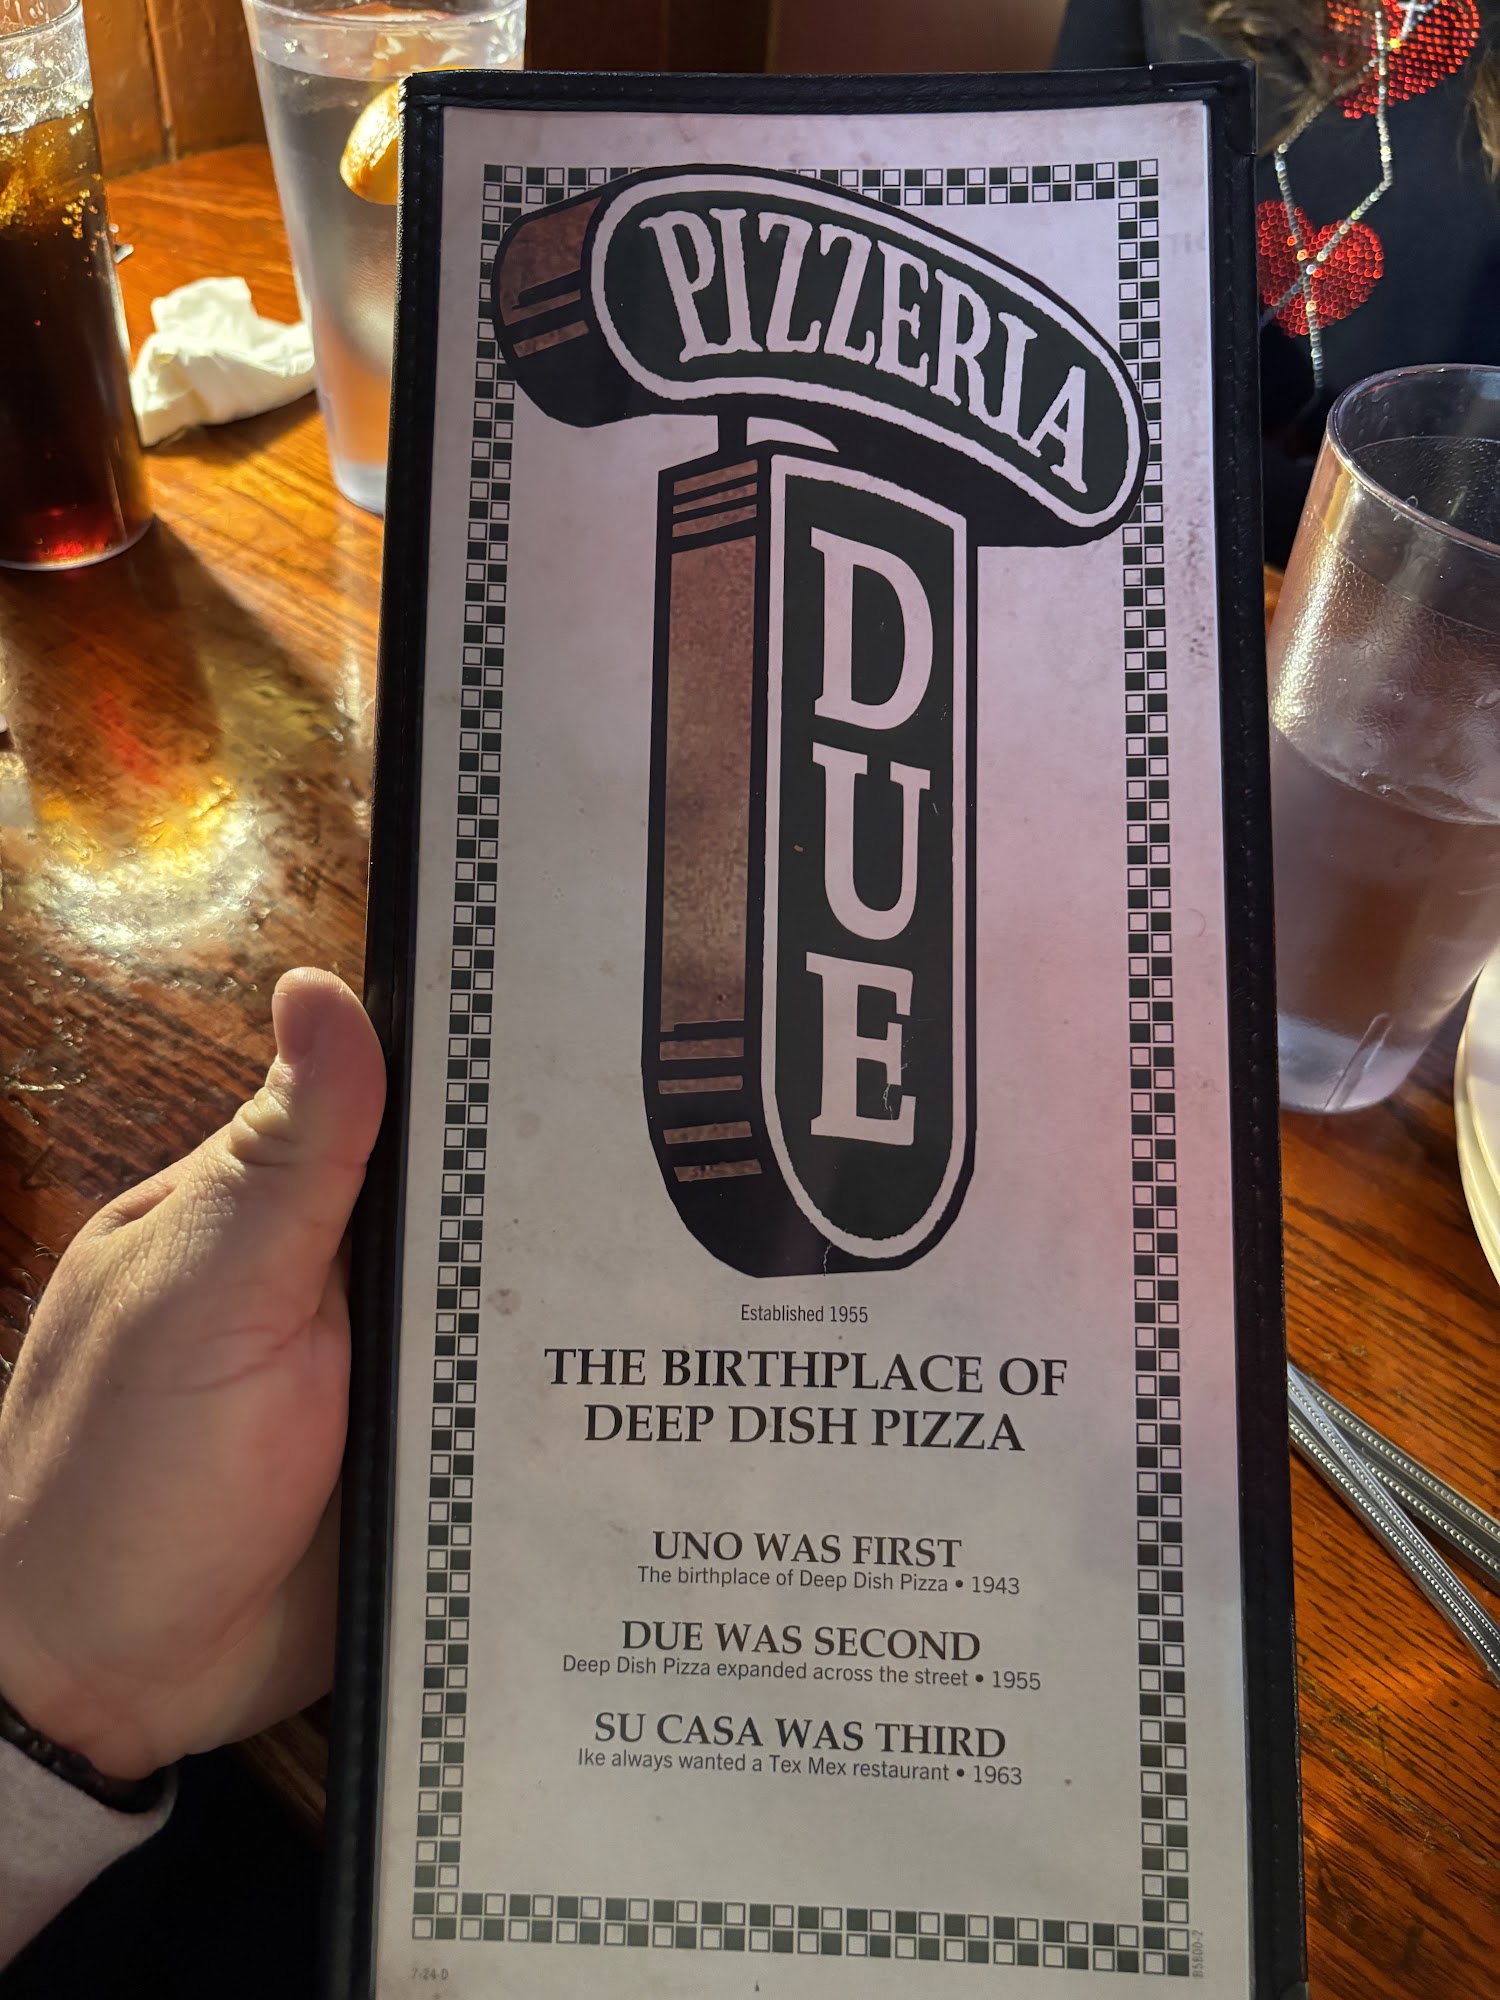 PIZZERIA
DUE
Established 1955
THE BIRTHPLACE OF
DEEP DISH PIZZA
UNO WAS FIRST
The birthplace of Deep Dish Pizza • 1943
DUE WAS SECOND
Deep Dish Pizza expanded across the street • 1955
SU CASA WAS THIRD
Ike always wanted a Tex Mex restaurant • 1963
7-24-D